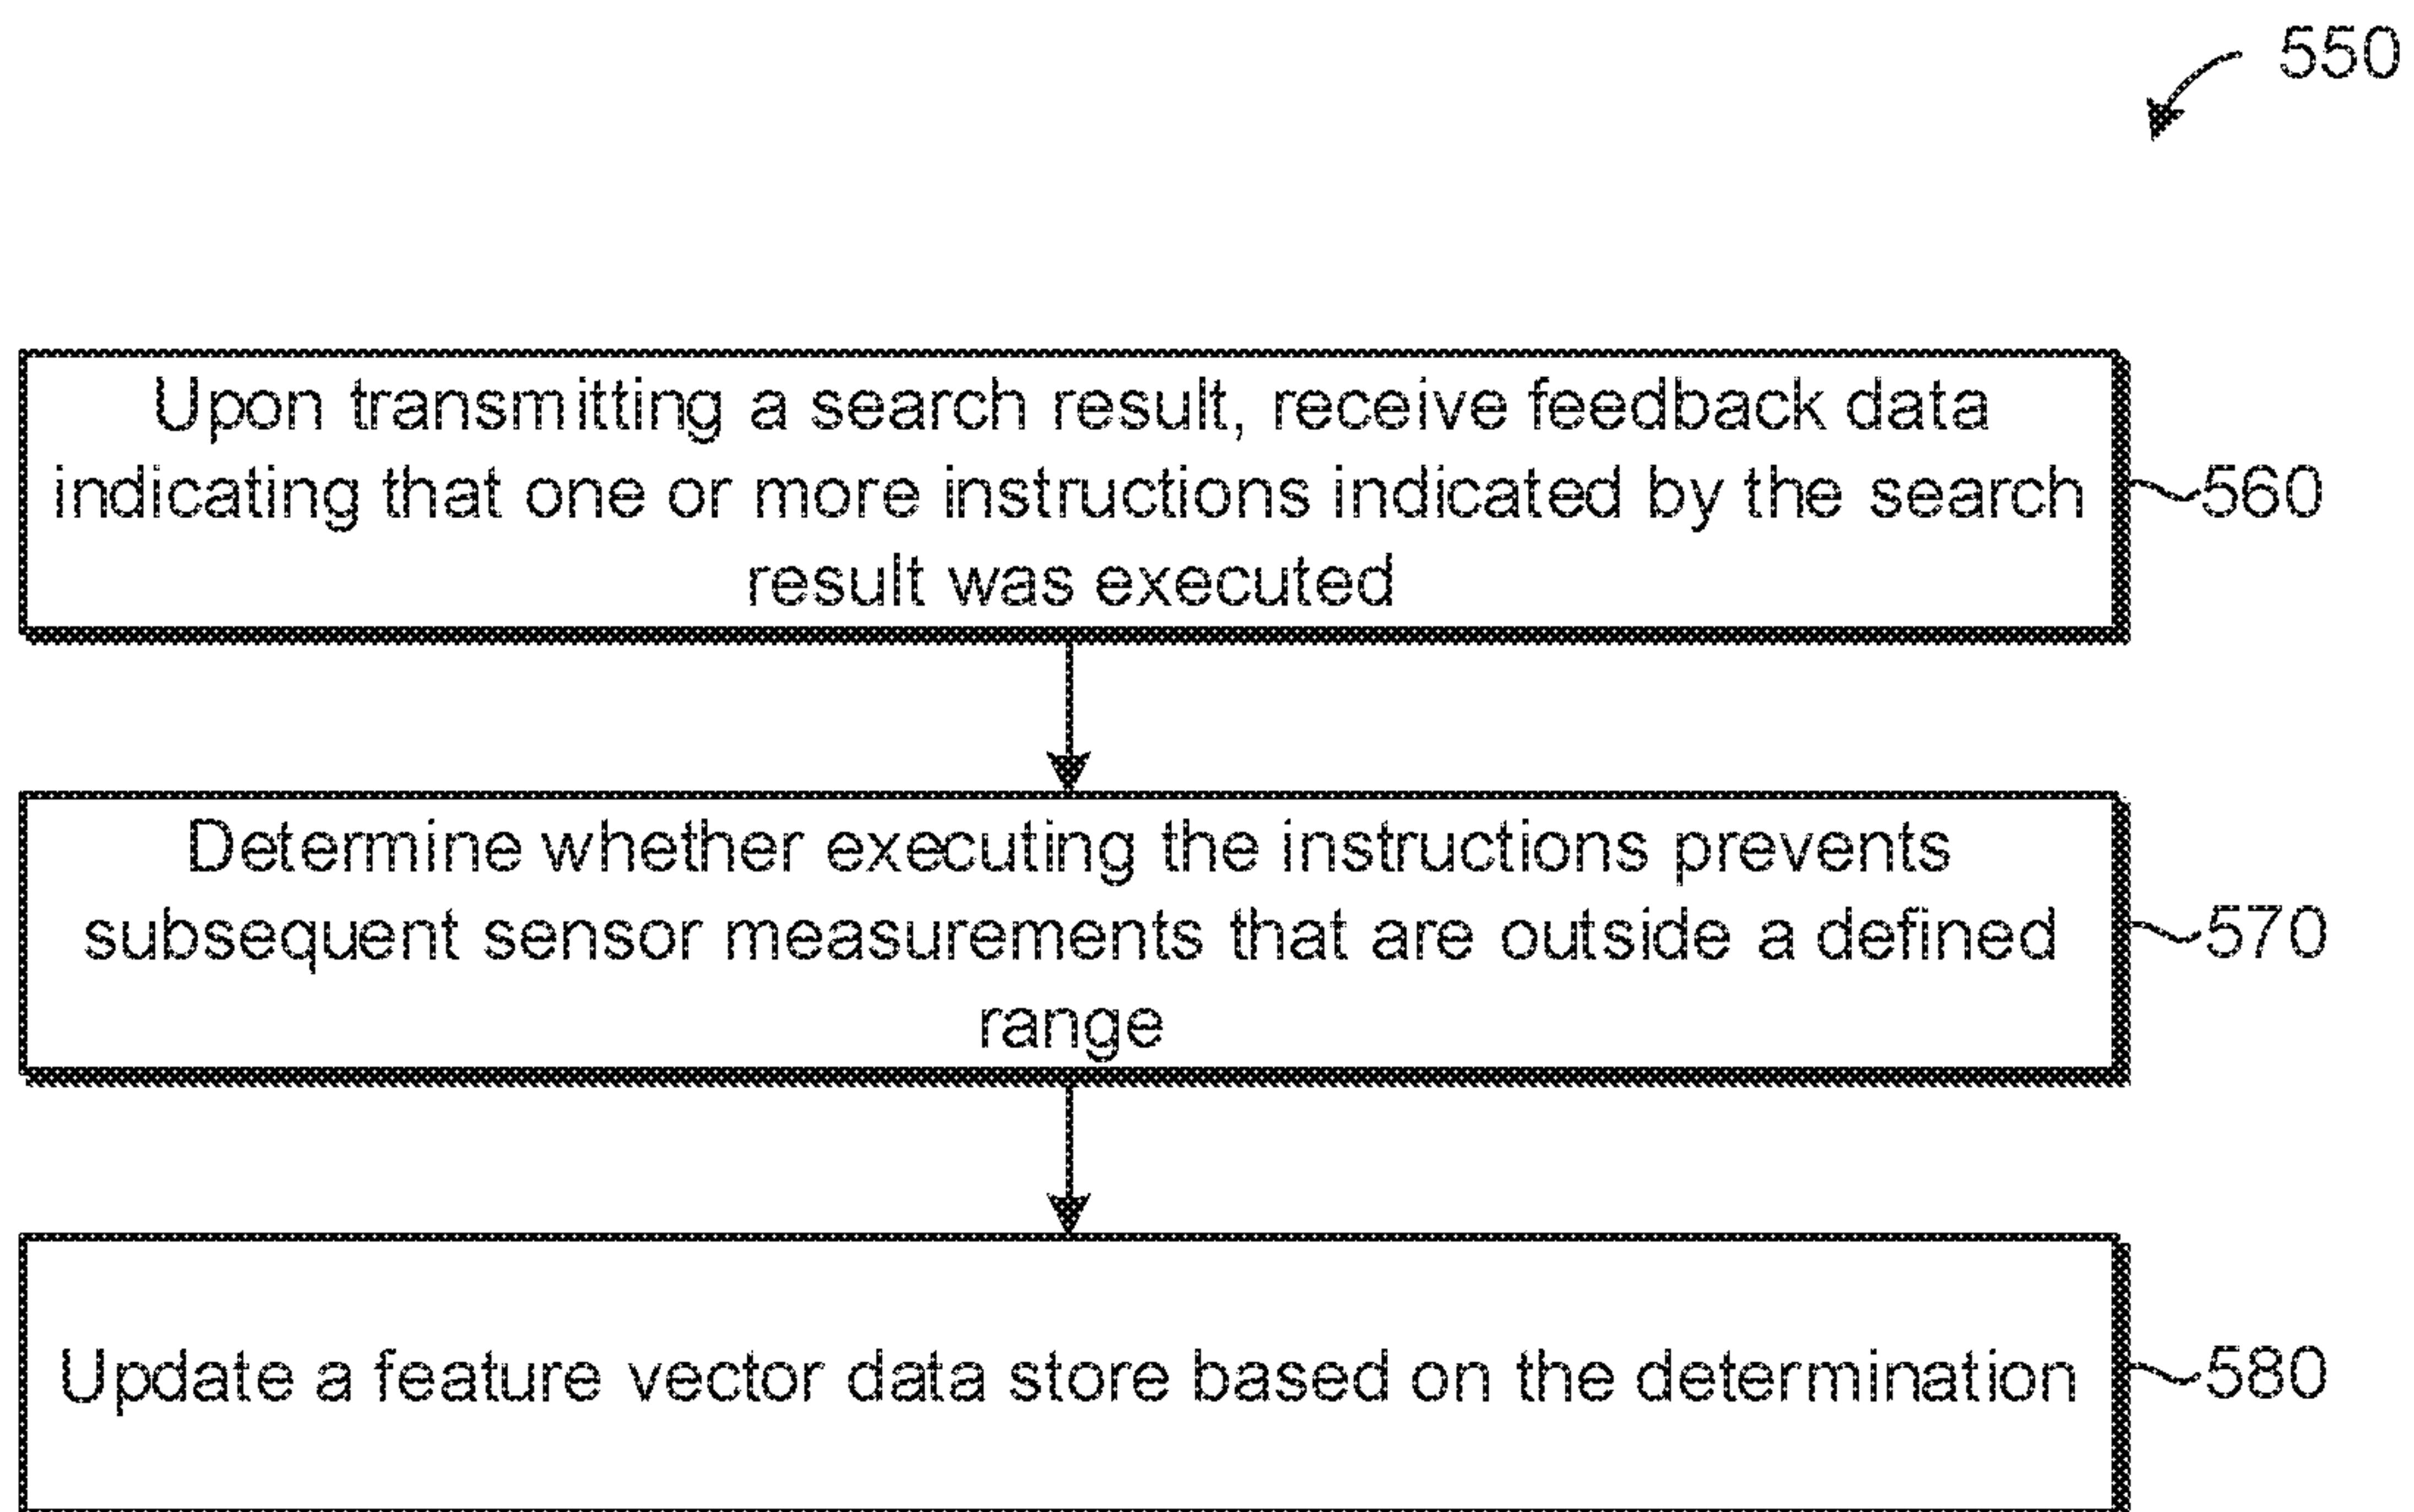 550
Upon transmitting a search result, receive feedback data
indicating that one or more instructions indicated by the search
result was executed
560
Determine whether executing the instructions prevents
subsequent sensor measurements that are outside a defined
range
570
Update a feature vector data store based on the determination
580